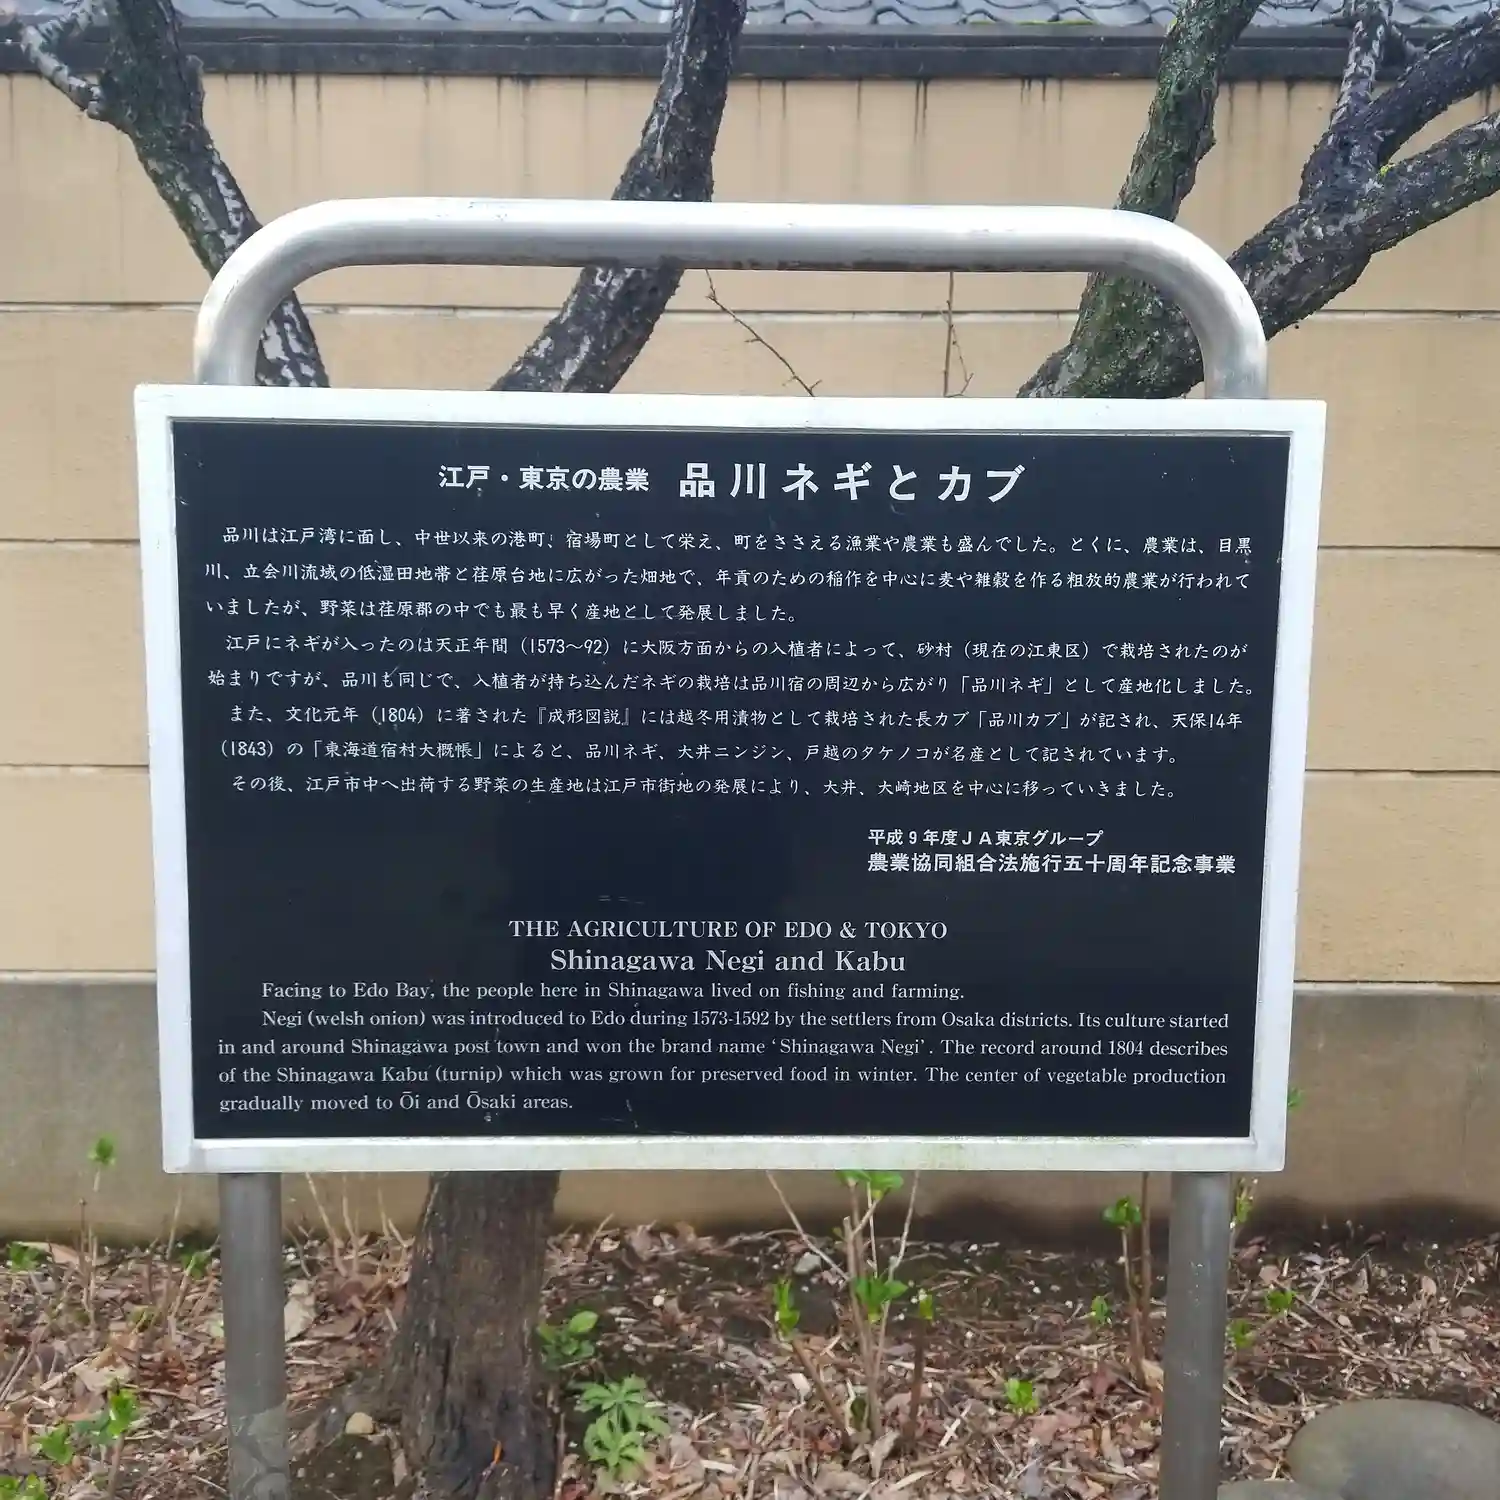 江戸・東京の農業 品川ネギとカブ
品川は江戸湾に面し、中世以来の港町、宿場町として栄え、町をささえる漁業や農業も盛んでした。とくに、農業は、目黒
川、立会川流域の低湿田地帯と荏原台地に広がった畑地で、年貢のための稲作を中心に麦や雑穀を作る粗放的農業が行われて
いましたが、野菜は荏原郡の中でも最も早く産地として発展しました。
江戸にネギが入ったのは天正年間（1573〜92）に大阪方面からの入植者によって、砂村（現在の江東区）で栽培されたのが
始まりですが、品川も同じで、入植者が持ち込んだネギの栽培は品川宿の周辺から広がり「品川ネギ」として産地化しました。
また、文化元年（1804）に著された『成形図説』には越冬用漬物として栽培された長カブ「品川カブ」が記され、天保14年
（1843）の「東海道宿村大概帳」によると、品川ネギ、大井ニンジン、戸越のタケノコが名産として記されています。
その後、江戸市中へ出荷する野菜の生産地は江戸市街地の発展により、大井、大崎地区を中心に移っていきました。
平成9年度JA東京グループ
農業協同組合法施行五十周年記念事業
THE AGRICULTURE OF EDO & TOKYO
Shinagawa Negi and Kabu
Facing to Edo Bay, the people here in Shinagawa lived on fishing and farming.
Negi (welsh onion) was introduced to Edo during 1573-1592 by the settlers from Osaka districts. Its culture started
in and around Shinagawa post town and won the brand name ‘Shinagawa Negi’. The record around 1804 describes
of the Shinagawa Kabu (turnip) which was grown for preserved food in winter. The center of vegetable production
gradually moved to Ōi and Ōsaki areas.